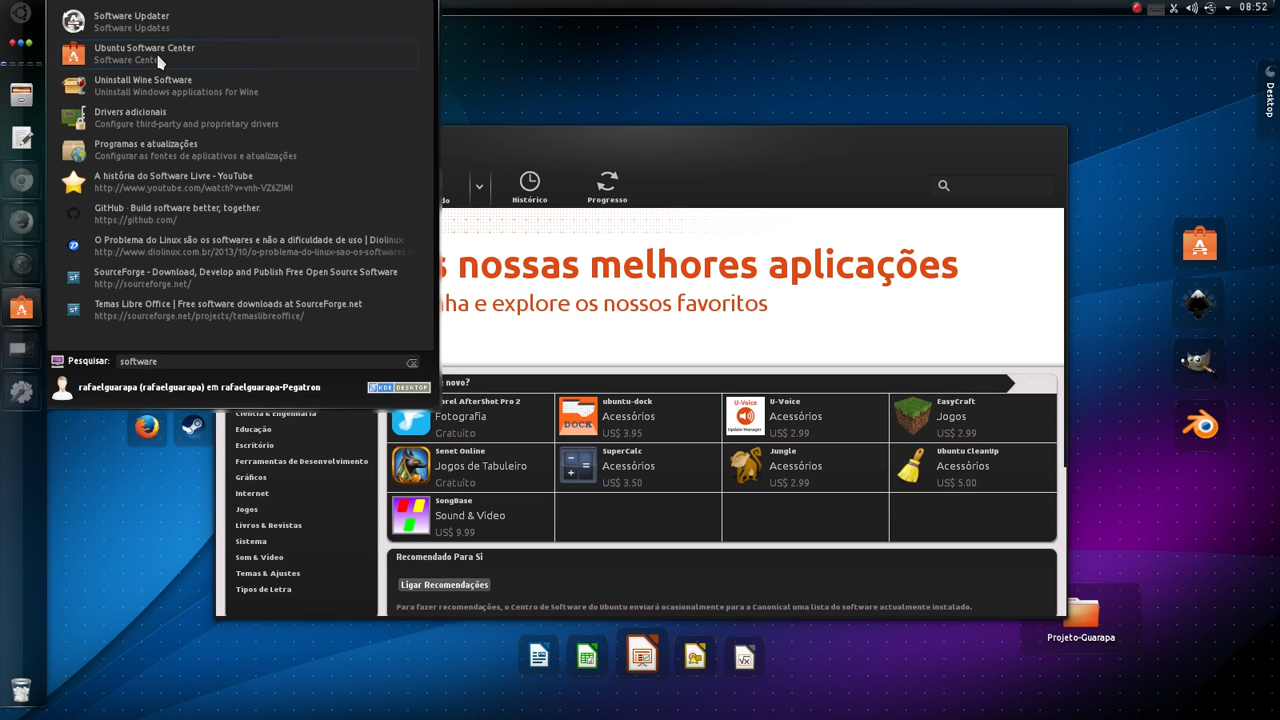 Software Updater
Software Updates
Ubuntu Software Center
Software Cente
Uninstall Wine Software
Uninstall Windows applications for Wine
Drivers adicionais
Configure third-party and proprietary drivers
Programas e atualizações
Configurar as fontes de aplicativos e atualizações
A história do Software Livre - YouTube
http://www.youtube.com/watch?v=vnh-VZ6ZIMI
GitHub · Build software better, together.
https://github.com/
O Problema do Linux são os softwares e não a dificuldade de uso | Diolinux
http://www.diolinux.com.br/2013/10/o-problema-do-linux-sao-os-softwares
SourceForge - Download, Develop and Publish Free Open Source Software
http://sourceforge.net/
Temas Libre Office | Free software downloads at SourceForge.net
https://sourceforge.net/projects/temaslibreoffice/
Pesquisar: software
rafaelguarapa (rafaelguarapa) em rafaelguarapa-Pegatron
KDE DESKTOP
08:52
Desktop
do
Histórico
Progresso
s nossas melhores aplicações
nha e explore os nossos favoritos
e novo?
Ciência & Engenharia
Educação
Escritório
Ferramentas de Desenvolvimento
Gráficos
Internet
Jogos
Livros & Revistas
Sistema
Som & Vídeo
Temas & Ajustes
Tipos de Letra
orel AfterShot Pro 2
Fotografia
Gratuito
ubuntu-dock
Acessórios
US$ 3.95
DOCK
U-Voice
Acessórios
US$ 2.99
U-Voice
Update-Manager
EasyCraft
Jogos
US$ 2.99
Senet Online
Jogos de Tabuleiro
Gratuito
SuperCalc
Acessórios
US$ 3.50
Jungle
Acessórios
US$ 2.99
Ubuntu CleanUp
Acessórios
US$ 5.00
SongBase
Sound & Video
US$ 9.99
Recomendado Para Si
Ligar Recomendações
Para fazer recomendações, o Centro de Software do Ubuntu enviará ocasionalmente para a Canonical uma lista do software actualmente instalado.
Projeto-Guarapa